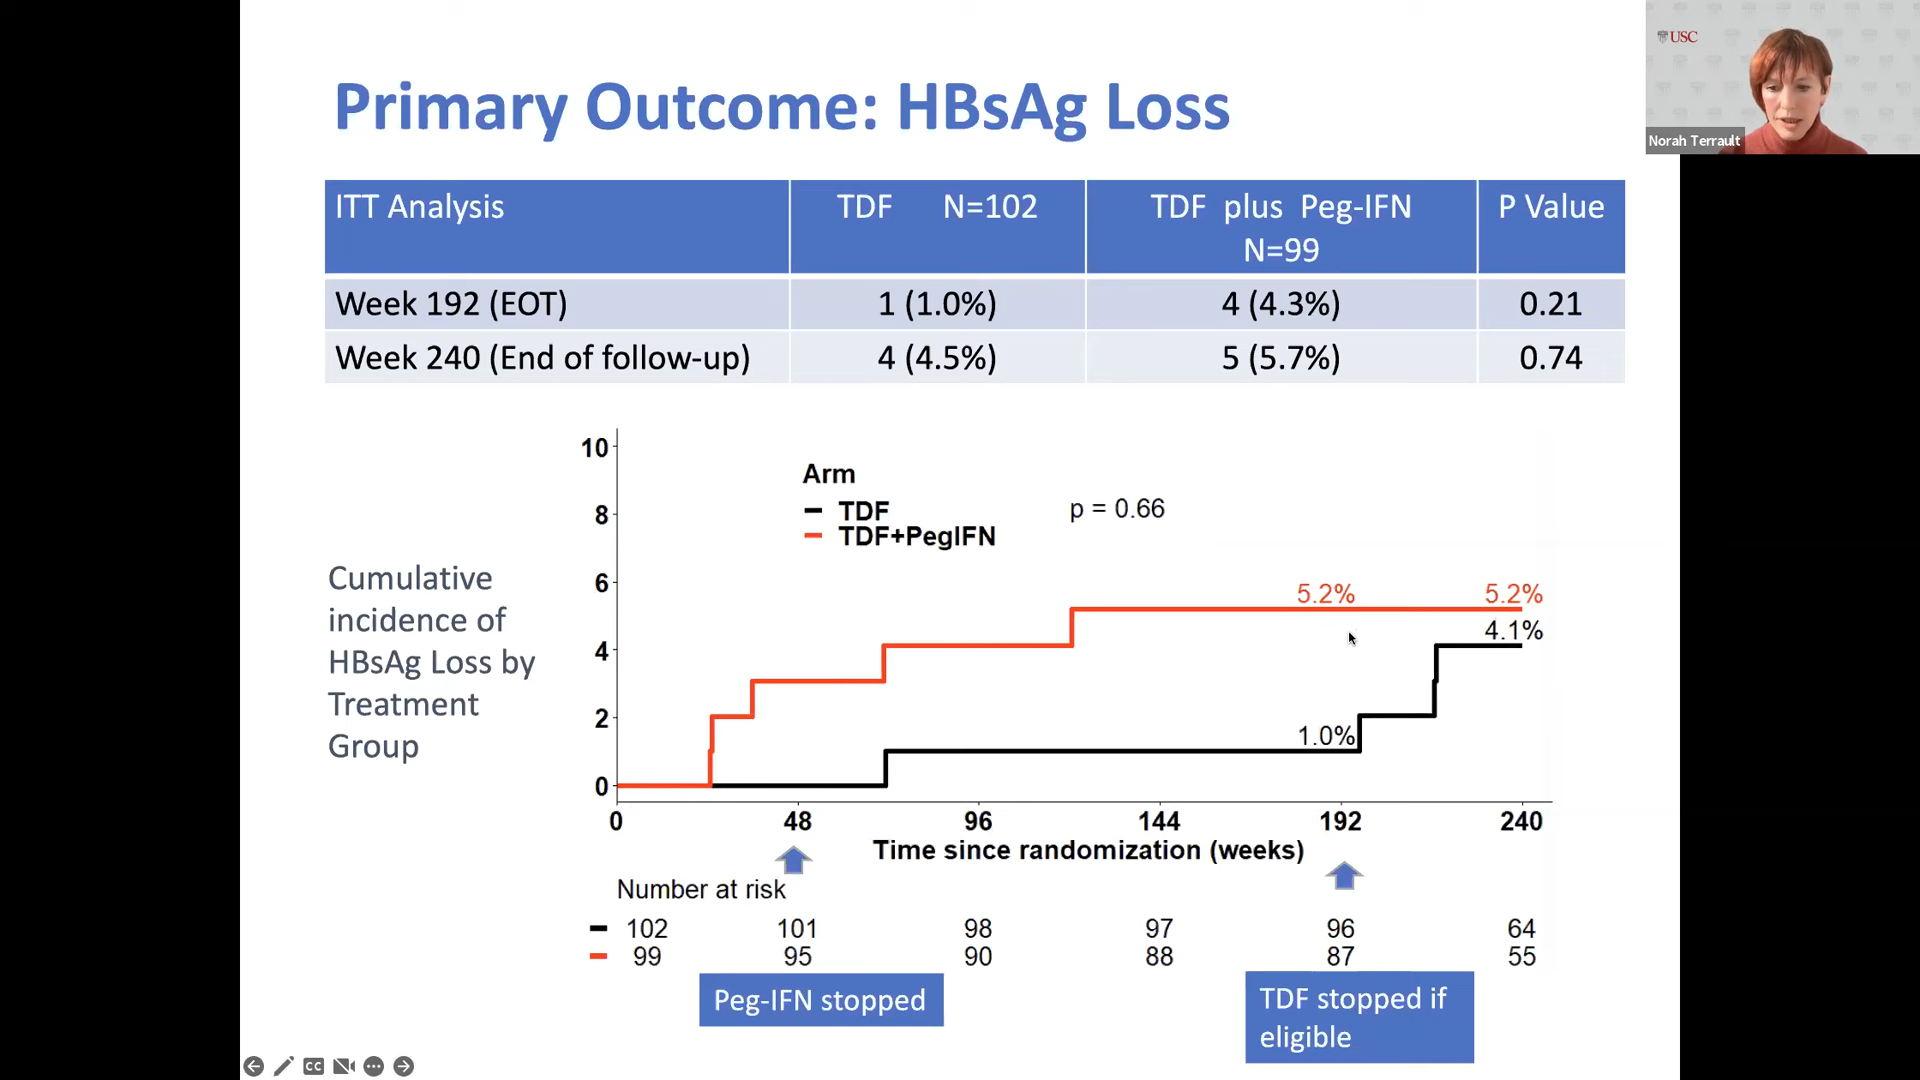 USC
Norah Terrault
Primary Outcome: HBsAg Loss
ITT Analysis TDF N=102 TDF plus Peg-IFN N=99 P Value
Week 192 (EOT) 1 (1.0%) 4 (4.3%) 0.21
Week 240 (End of follow-up) 4 (4.5%) 5 (5.7%) 0.74
Cumulative
incidence of
HBsAg Loss by
Treatment
Group
10
8
6
4
2
0
Arm
TDF
TDF+PegIFN
p = 0.66
5.2% 5.2%
4.1%
1.0%
0 48 96 144 192 240
Time since randomization (weeks)
Number at risk
102 101 98 97 96 64
99 95 90 88 87 55
Peg-IFN stopped
TDF stopped if
eligible
CC